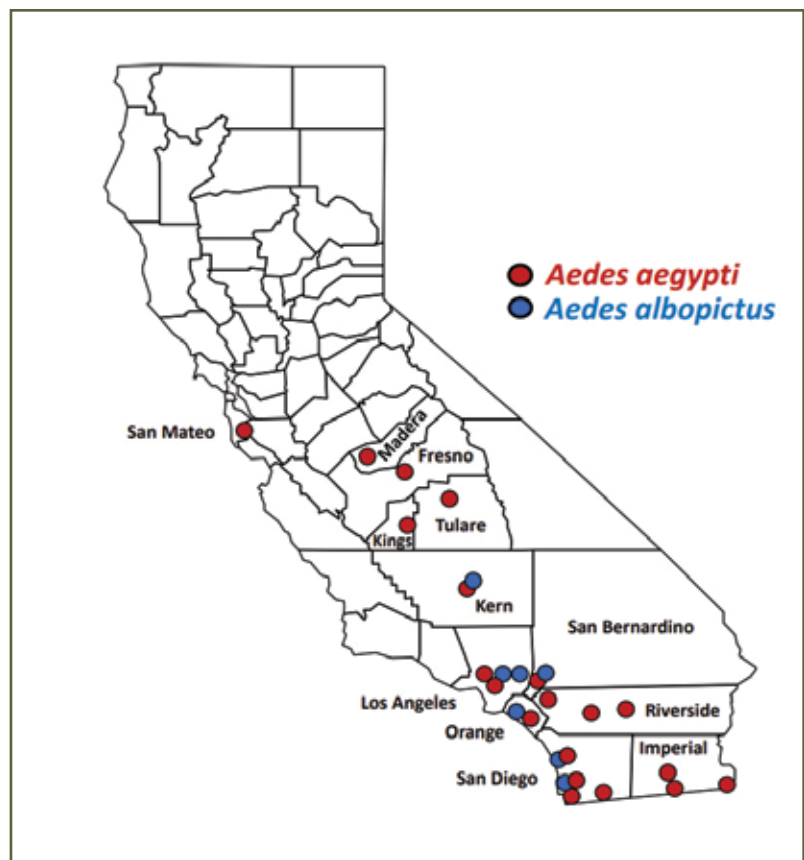 Aedes aegypti
Aedes albopictus
San Mateo
Madera
Fresno
Kings
Tulare
Kern
San Bernardino
Los Angeles
Riverside
Orange
Imperial
San Diego